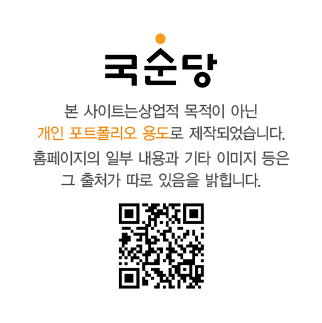 국순당
본 사이트는상업적 목적이 아닌
개인 포트폴리오 용도로 제작되었습니다.
홈페이지의 일부 내용과 기타 이미지 등은
그 출처가 따로 있음을 밝힙니다.